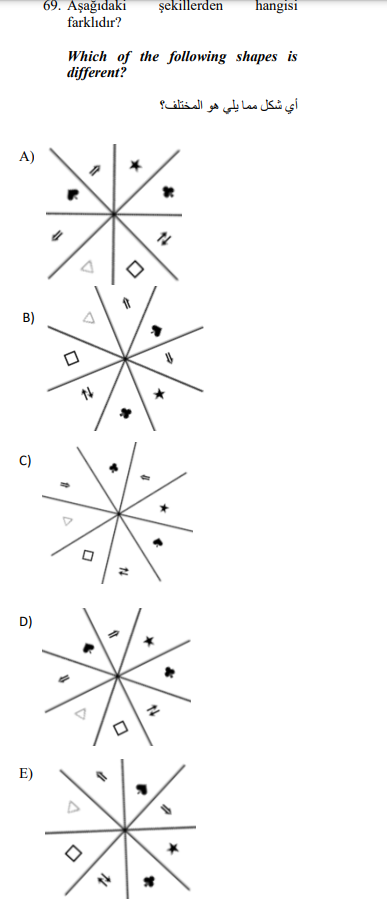 69. Aşağıdaki şekillerden hangisi
farklıdır?
Which of the following shapes is
different?
أي شكل مما يلي هو المختلف؟
A)
B)
C)
D)
E)